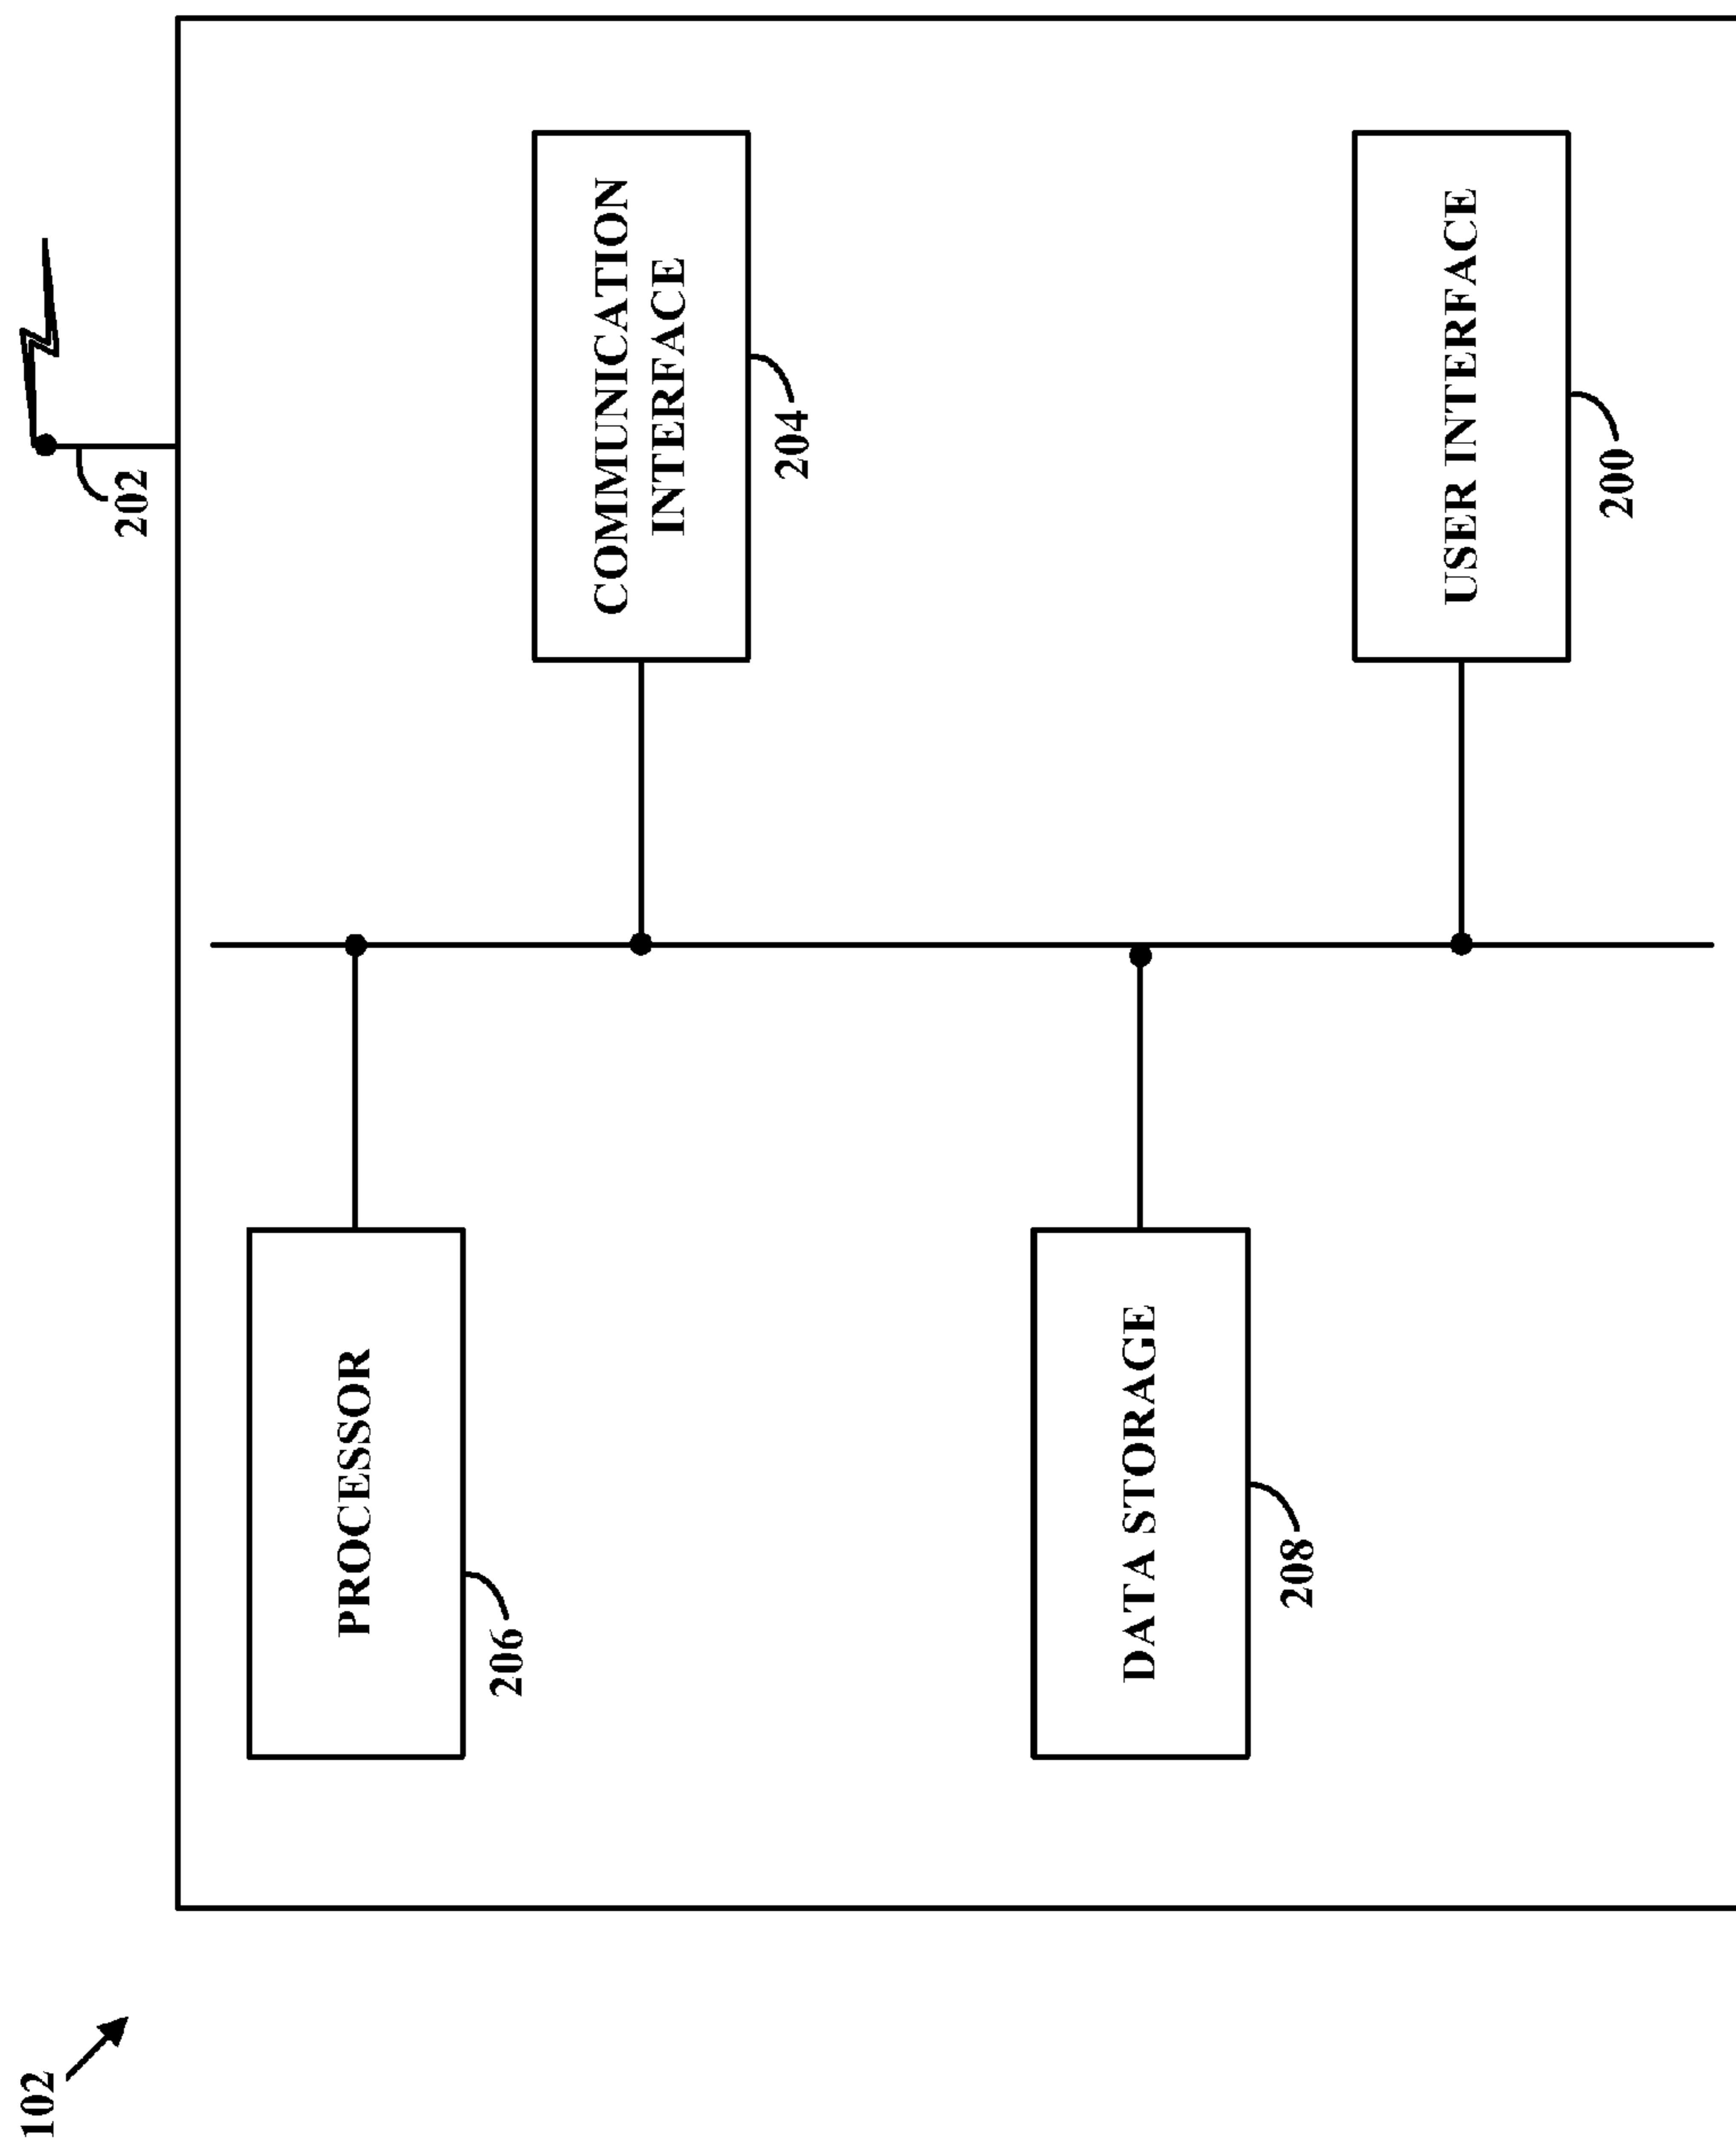 102
202
PROCESSOR
206
COMMUNICATION
INTERFACE
204
DATA STORAGE
208
USER INTERFACE
200